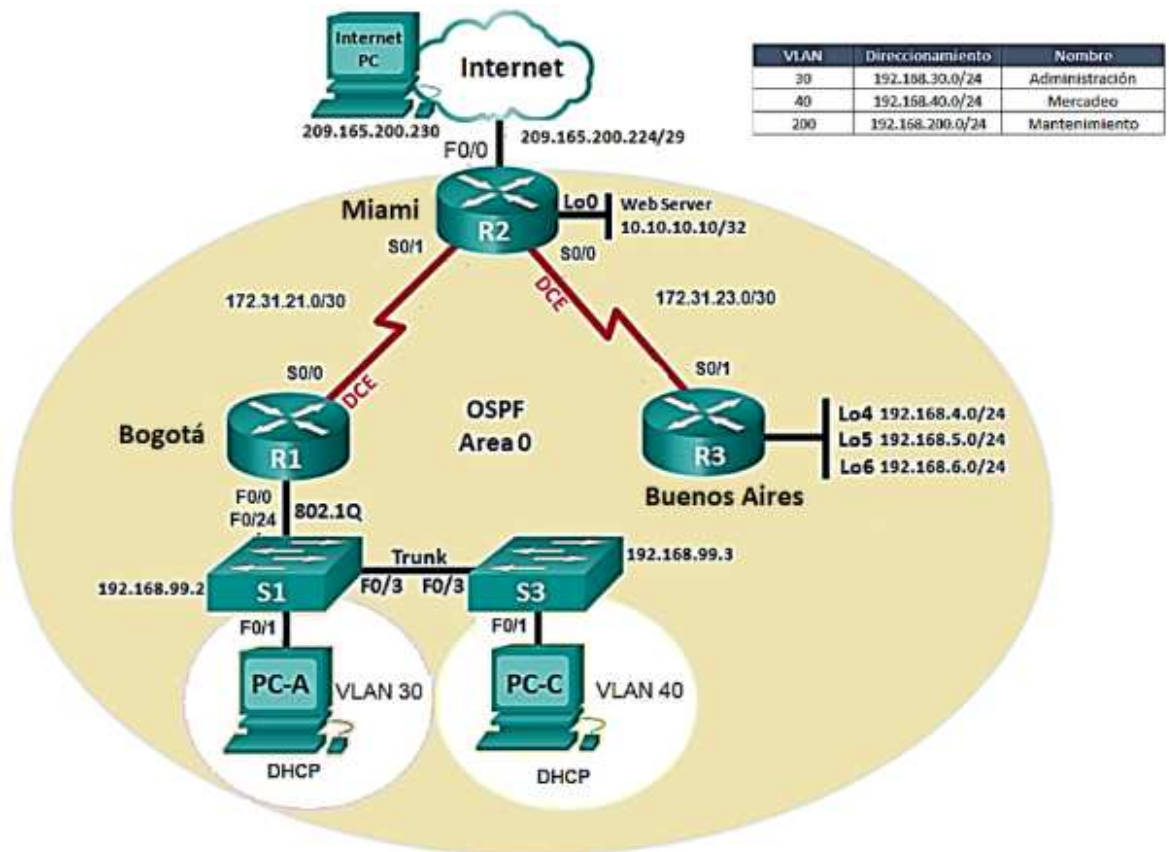 Internet
PC
Internet
209.165.200.230
209.165.200.224/29
F0/0
VLAN Direccionamiento Nombre
30 192.168.30.0/24 Administración
40 192.168.40.0/24 Mercadeo
200 192.168.200.0/24 Mantenimiento
Miami
R2
Lo0
Web Server
10.10.10.10/32
S0/1
S0/0
DCE
172.31.21.0/30
172.31.23.0/30
S0/0
DCE
S0/1
Bogotá
R1
OSPF
Area 0
R3
Buenos Aires
Lo4 192.168.4.0/24
Lo5 192.168.5.0/24
Lo6 192.168.6.0/24
F0/0
F0/24
802.1Q
192.168.99.2
S1
Trunk
F0/3 F0/3
S3
192.168.99.3
F0/1
F0/1
PC-A
VLAN 30
DHCP
PC-C
VLAN 40
DHCP